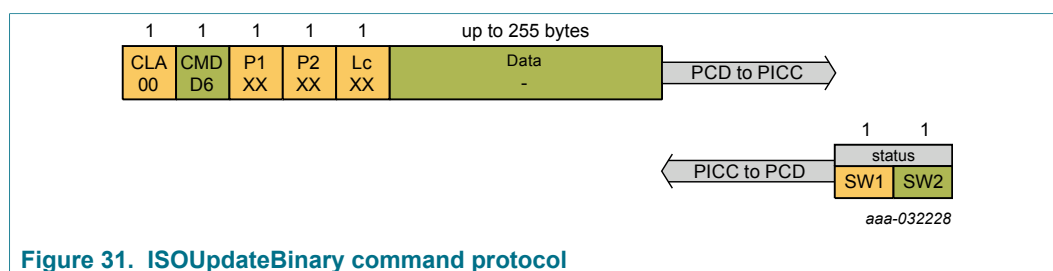 1 1 1 1 1 up to 255 bytes
CLA CMD P1 P2 Lc Data
00 D6 XX XX XX -
PCD to PICC
1 1
status
PICC to PCD
SW1 SW2
aaa-032228
Figure 31. ISOUpdateBinary command protocol